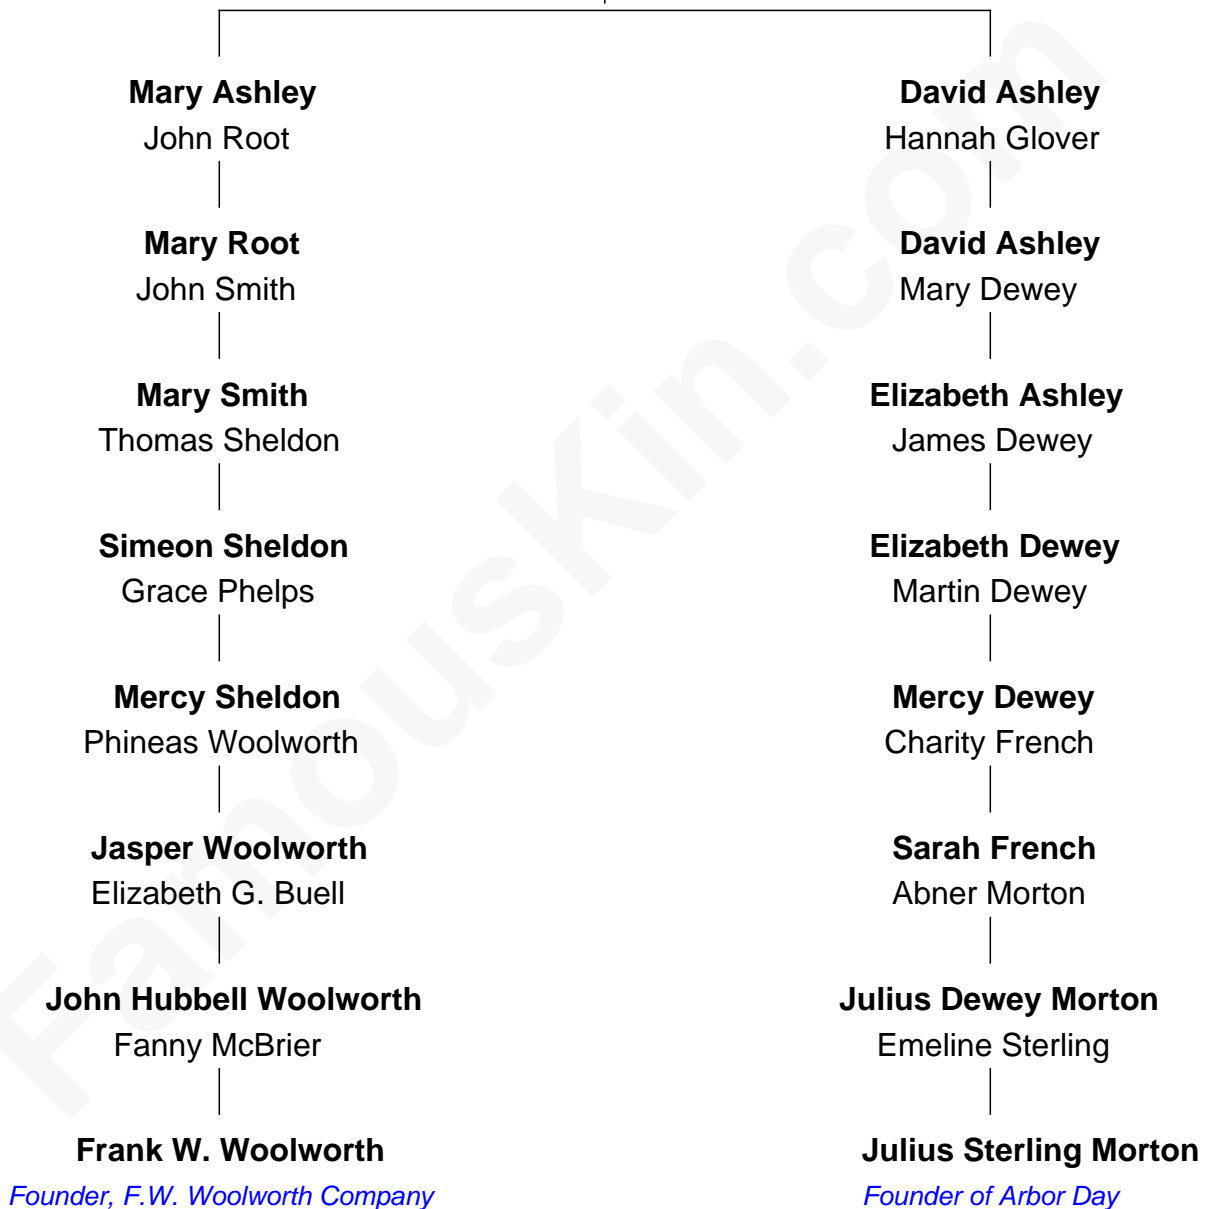 Mary Ashley
John Root
Mary Root
John Smith
Mary Smith
Thomas Sheldon
Simeon Sheldon
Grace Phelps
Mercy Sheldon
Phineas Woolworth
Jasper Woolworth
Elizabeth G. Buell
John Hubbell Woolworth
Fanny McBrier
Frank W. Woolworth
Founder, F.W. Woolworth Company
David Ashley
Hannah Glover
David Ashley
Mary Dewey
Elizabeth Ashley
James Dewey
Elizabeth Dewey
Martin Dewey
Mercy Dewey
Charity French
Sarah French
Abner Morton
Julius Dewey Morton
Emeline Sterling
Julius Sterling Morton
Founder of Arbor Day
FamousKin.com